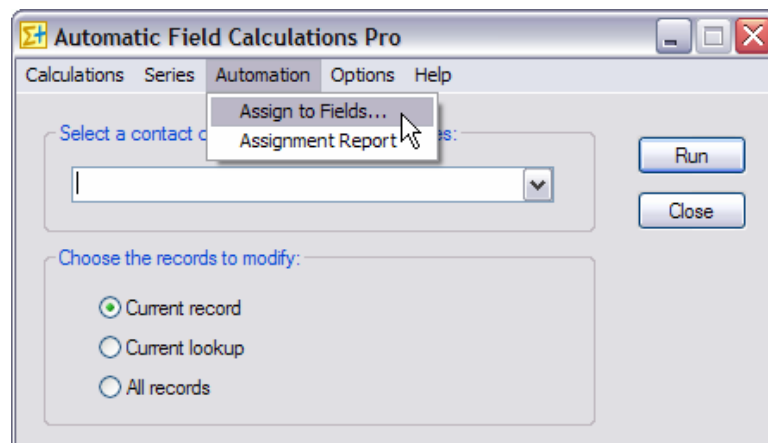 Automatic Field Calculations Pro
Calculations Series Automation Options Help
Assign to Fields...
Assignment Report
Select a contact
Run
Close
Choose the records to modify:
Current record
Current lookup
All records